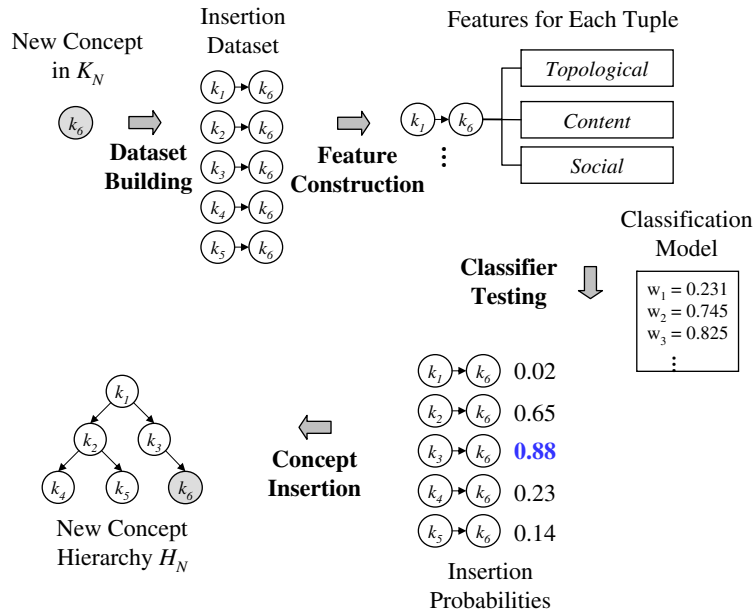 New Concept
in K_N
k_6
Dataset
Building
Insertion
Dataset
k_1 k_6
k_2 k_6
k_3 k_6
k_4 k_6
k_5 k_6
Feature
Construction
Features for Each Tuple
k_1 k_6
Topological
Content
Social
Classifier
Testing
Classification
Model
w_1 = 0.231
w_2 = 0.745
w_3 = 0.825
k_1 k_6 0.02
k_2 k_6 0.65
k_3 k_6 0.88
k_4 k_6 0.23
k_5 k_6 0.14
Insertion
Probabilities
Concept
Insertion
k_1
k_2 k_3
k_4 k_5 k_6
New Concept
Hierarchy H_N